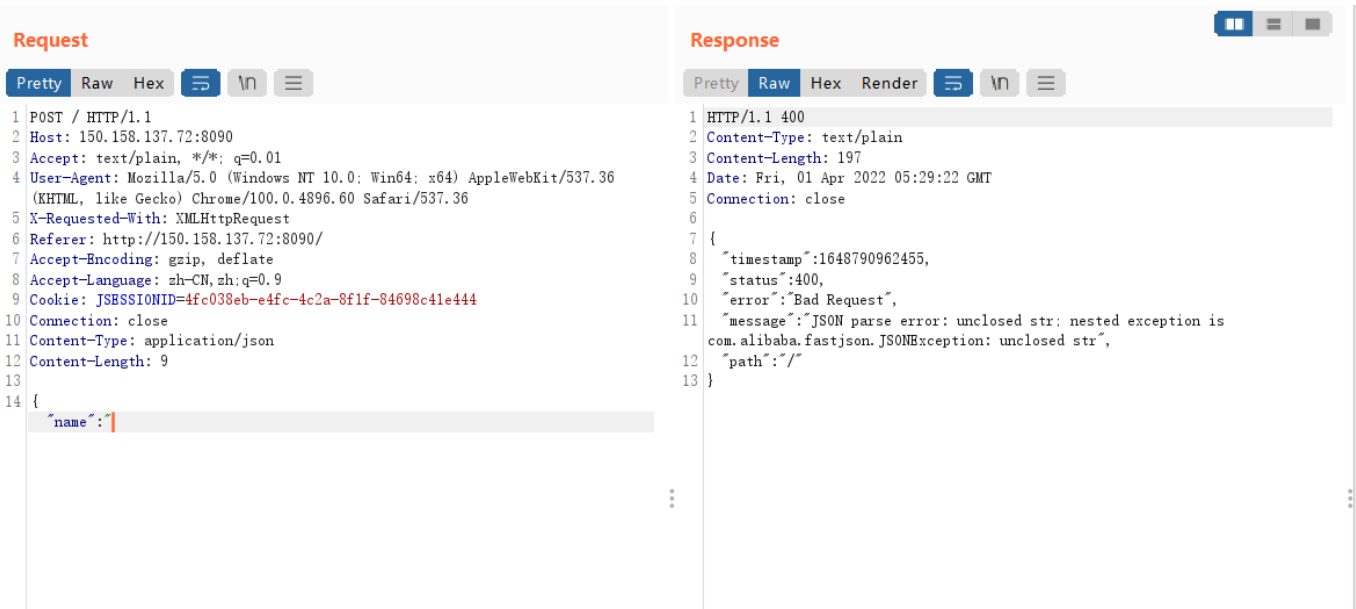 Request
Pretty Raw Hex \n
1 POST / HTTP/1.1
2 Host: 150.158.137.72:8090
3 Accept: text/plain, */*; q=0.01
4 User-Agent: Mozilla/5.0 (Windows NT 10.0; Win64; x64) AppleWebKit/537.36
(KHTML, like Gecko) Chrome/100.0.4896.60 Safari/537.36
5 X-Requested-With: XMLHttpRequest
6 Referer: http://150.158.137.72:8090/
7 Accept-Encoding: gzip, deflate
8 Accept-Language: zh-CN,zh;q=0.9
9 Cookie: JSESSIONID=4fc038eb-e4fc-4c2a-8f1f-84698c41e444
10 Connection: close
11 Content-Type: application/json
12 Content-Length: 9
13
14 {
"name":"
Response
Pretty Raw Hex Render \n
1 HTTP/1.1 400
2 Content-Type: text/plain
3 Content-Length: 197
4 Date: Fri, 01 Apr 2022 05:29:22 GMT
5 Connection: close
6
7 {
8 "timestamp":1648790962455,
9 "status":400,
10 "error":"Bad Request",
11 "message":"JSON parse error: unclosed str; nested exception is
com.alibaba.fastjson.JSONException: unclosed str",
12 "path":"/"
13 }